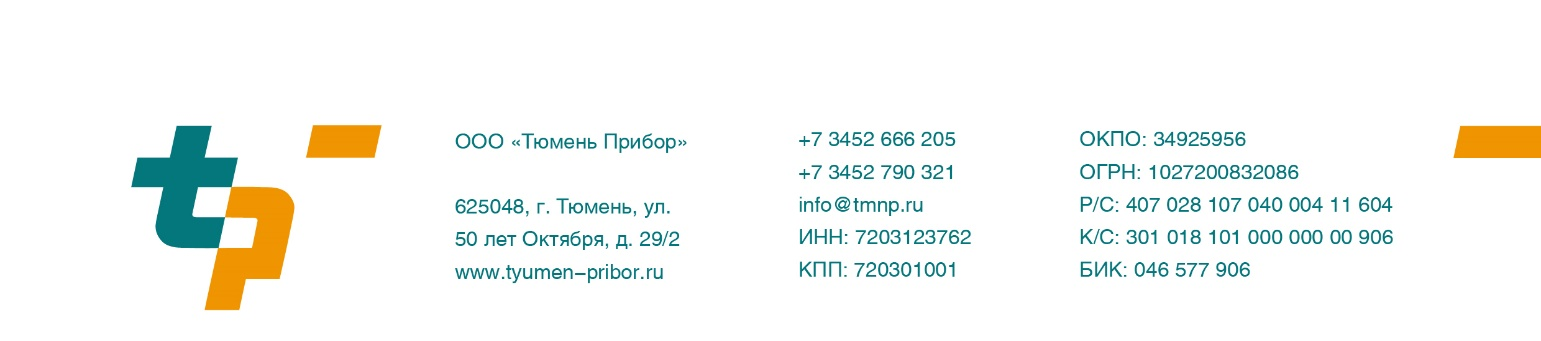 tp
ООО «Тюмень Прибор»
625048, г. Тюмень, ул.
50 лет Октября, д. 29/2
www.tyumen–pribor.ru
+7 3452 666 205
+7 3452 790 321
info@tmnp.ru
ИНН: 7203123762
КПП: 720301001
ОКПО: 34925956
ОГРН: 1027200832086
Р/С: 407 028 107 040 004 11 604
К/С: 301 018 101 000 000 00 906
БИК: 046 577 906